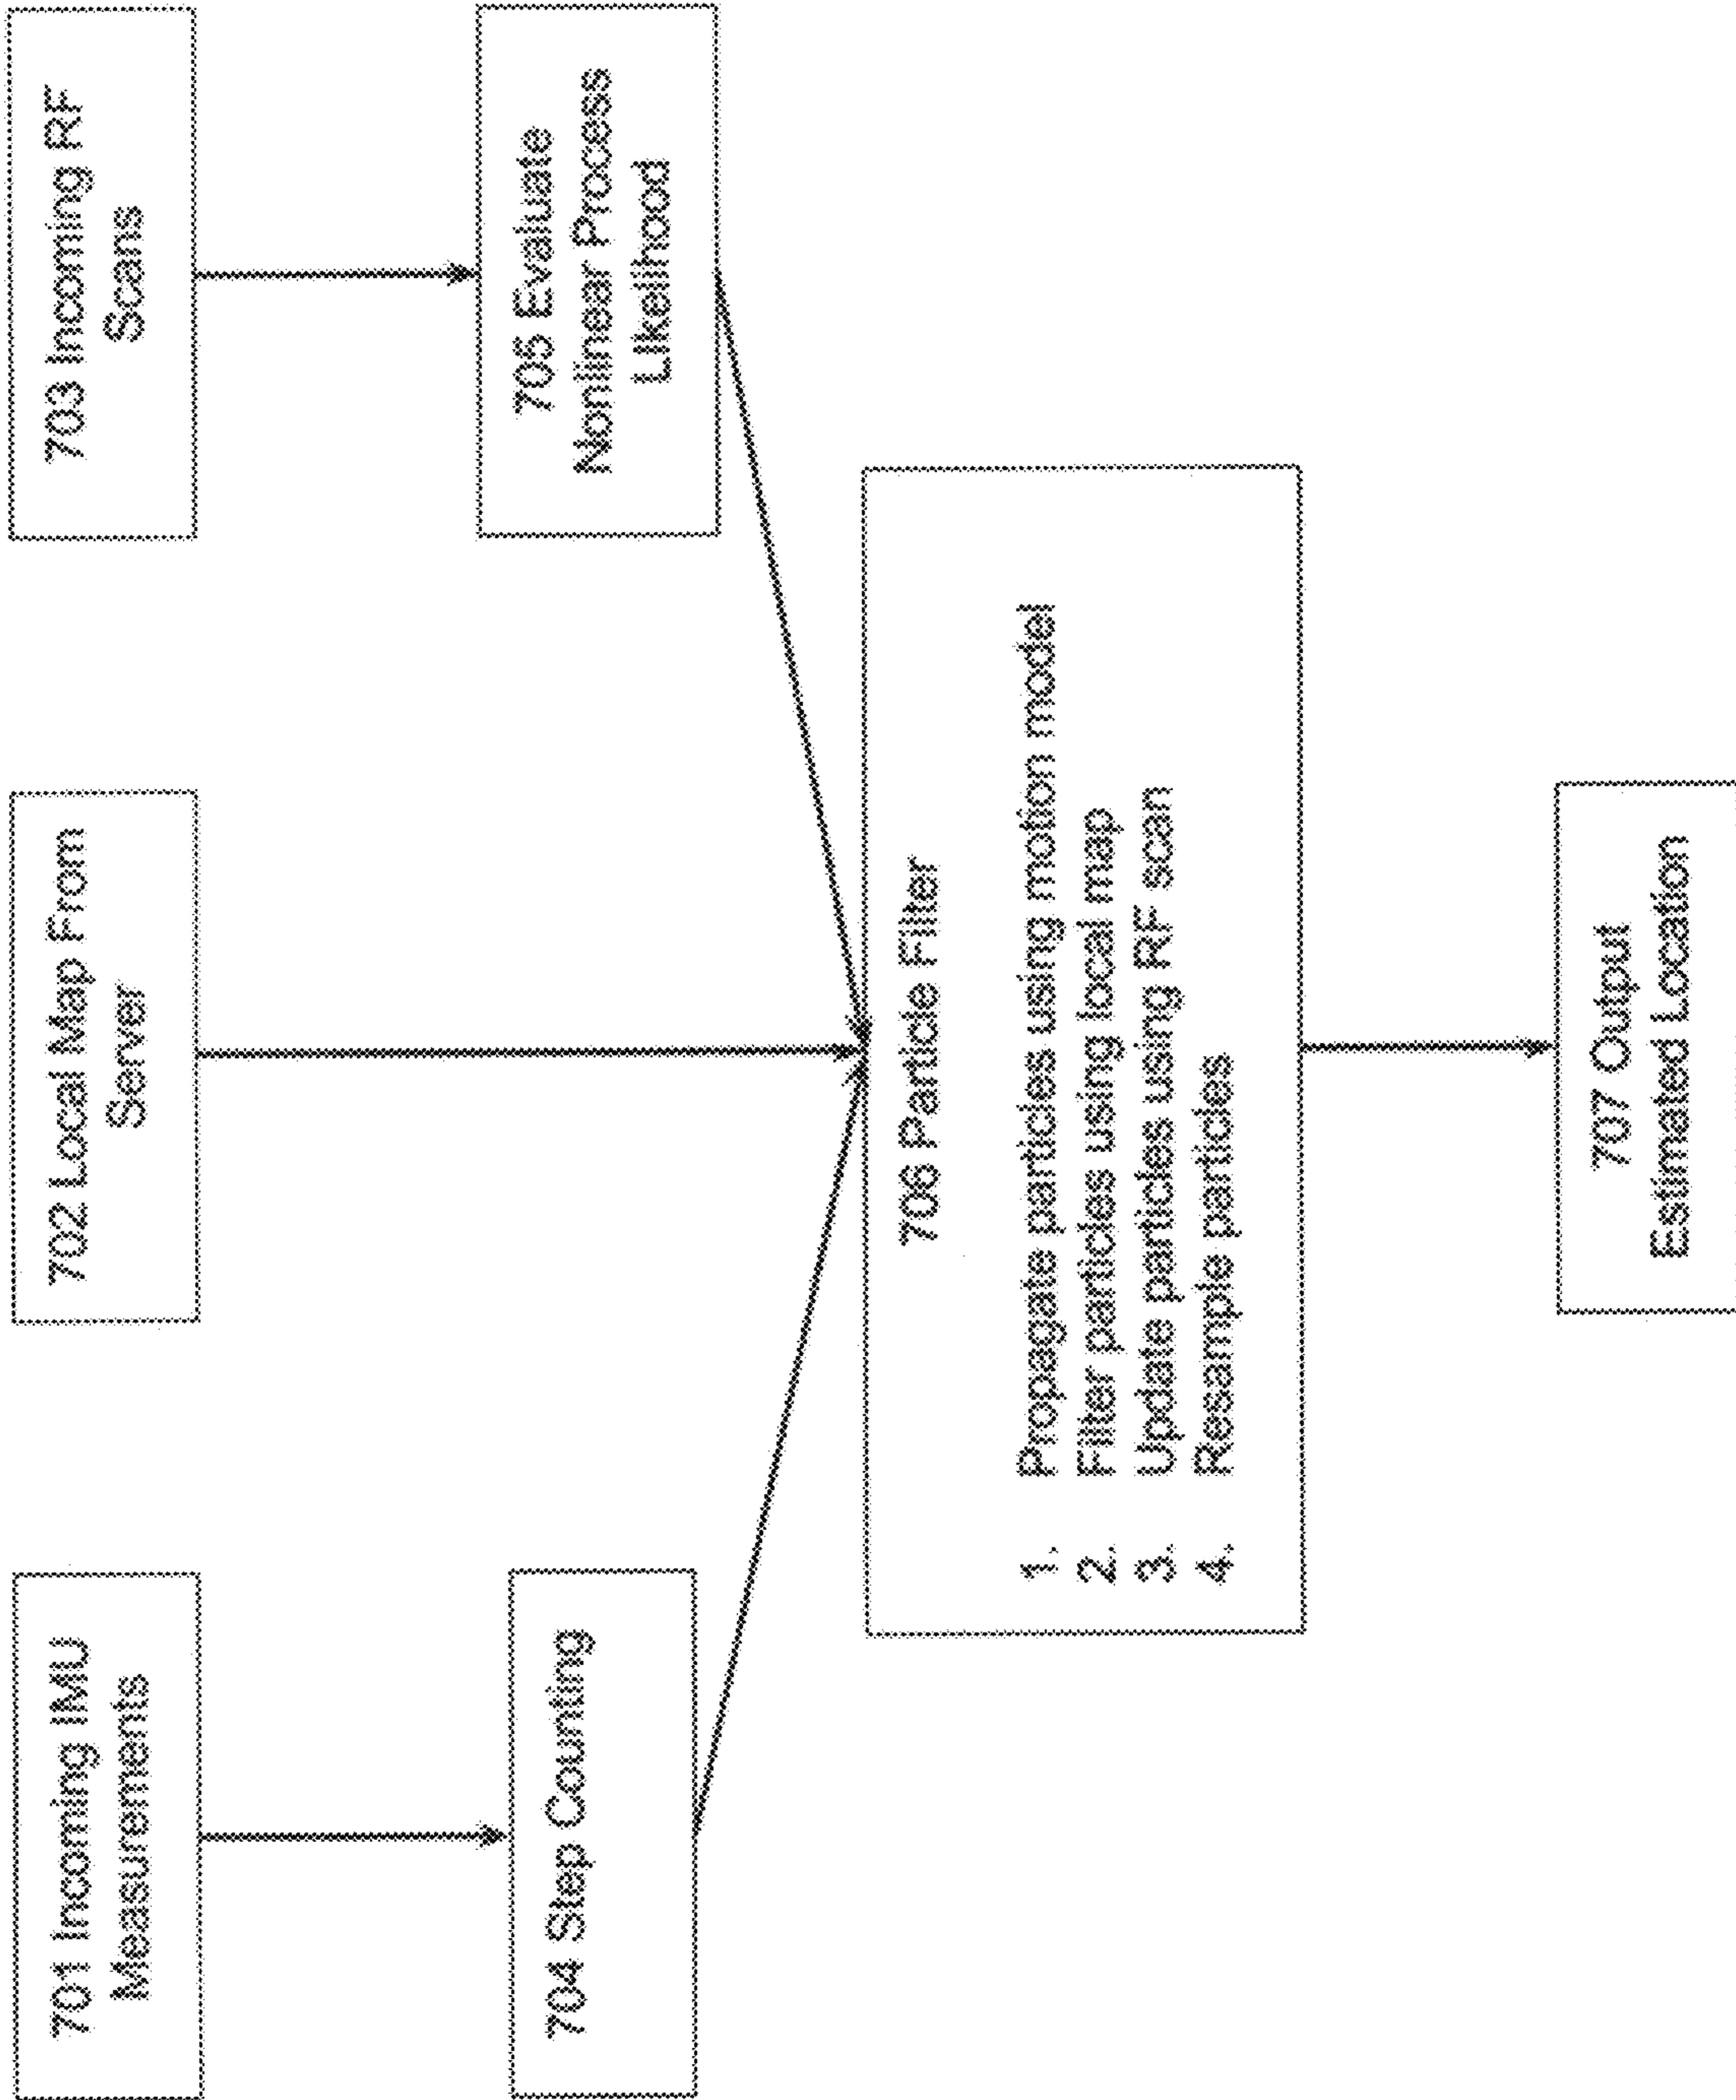 701 Incoming IMU
Measurements
702 Local Map From
Server
703 Incoming RF
Scans
704 Step Counting
705 Evaluate
Nonlinear Process
Likelihood
706 Particle Filter
1. Propagate particles using motion model
2. Filter particles using local map
3. Update particles using RF scan
4. Resample particles
707 Output
Estimated Location